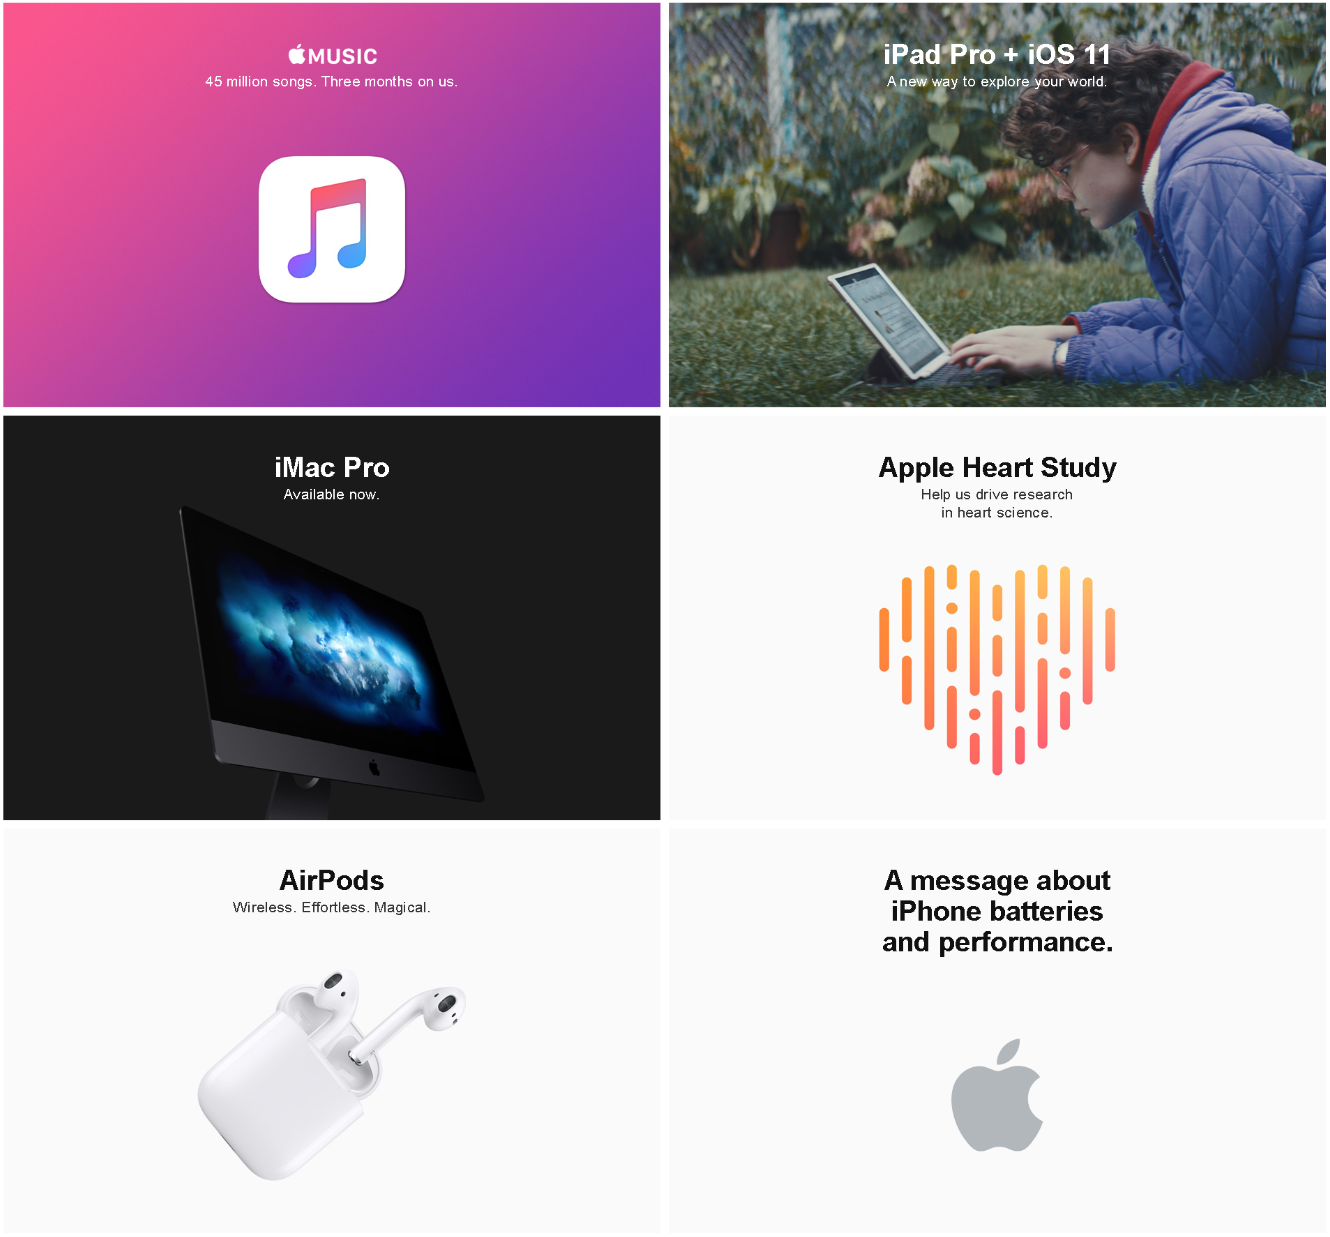 MUSIC
45 million songs. Three months on us.
iPad Pro + iOS 11
A new way to explore your world.
iMac Pro
Available now.
Apple Heart Study
Help us drive research
in heart science.
AirPods
Wireless. Effortless. Magical.
A message about
iPhone batteries
and performance.